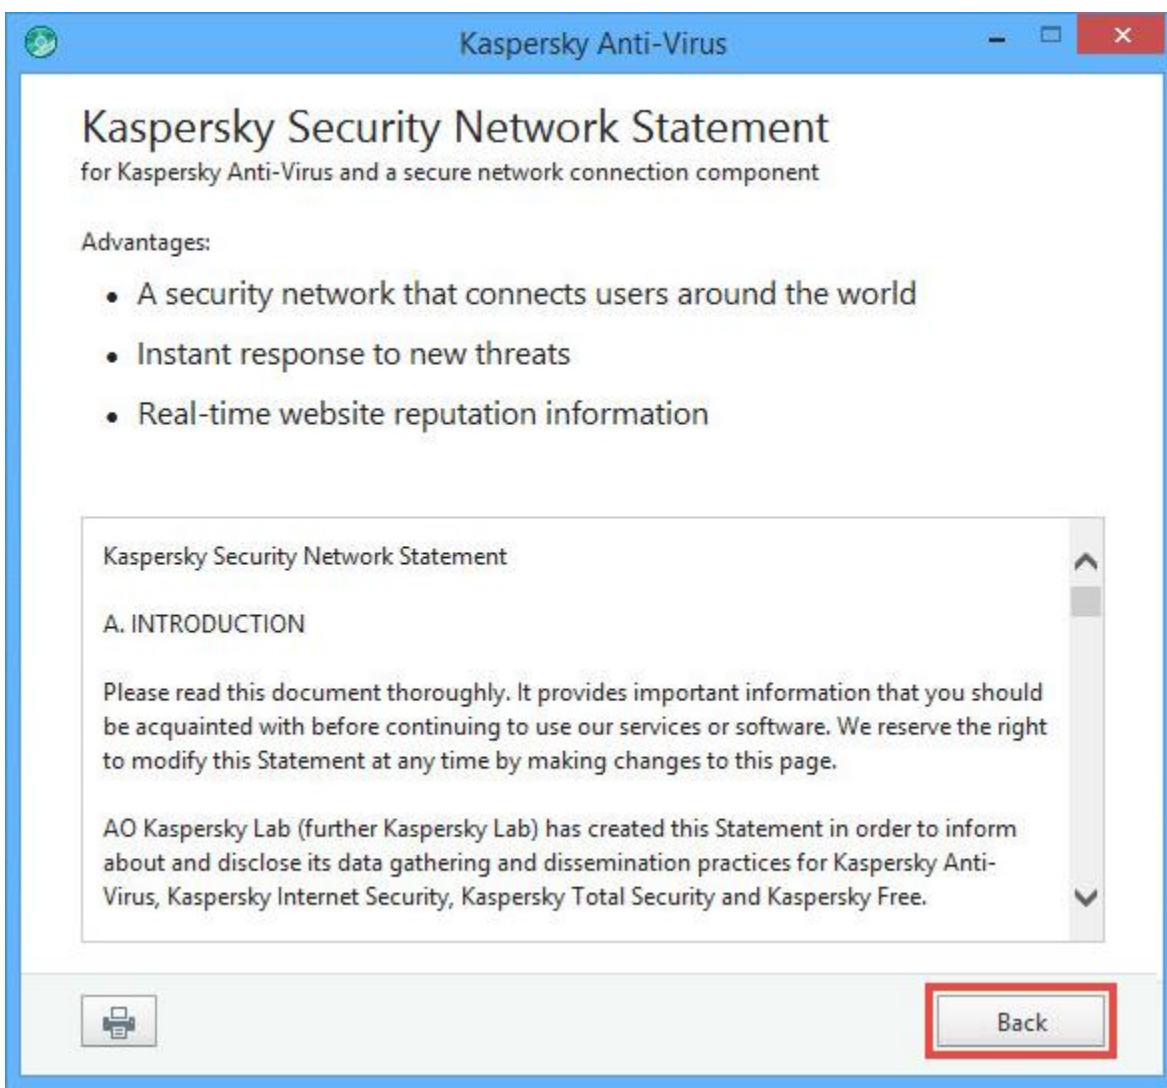 Kaspersky Anti-Virus
Kaspersky Security Network Statement
for Kaspersky Anti-Virus and a secure network connection component
Advantages:
• A security network that connects users around the world
• Instant response to new threats
• Real-time website reputation information
Kaspersky Security Network Statement
A. INTRODUCTION
Please read this document thoroughly. It provides important information that you should
be acquainted with before continuing to use our services or software. We reserve the right
to modify this Statement at any time by making changes to this page.
AO Kaspersky Lab (further Kaspersky Lab) has created this Statement in order to inform
about and disclose its data gathering and dissemination practices for Kaspersky Anti-
Virus, Kaspersky Internet Security, Kaspersky Total Security and Kaspersky Free.
Back